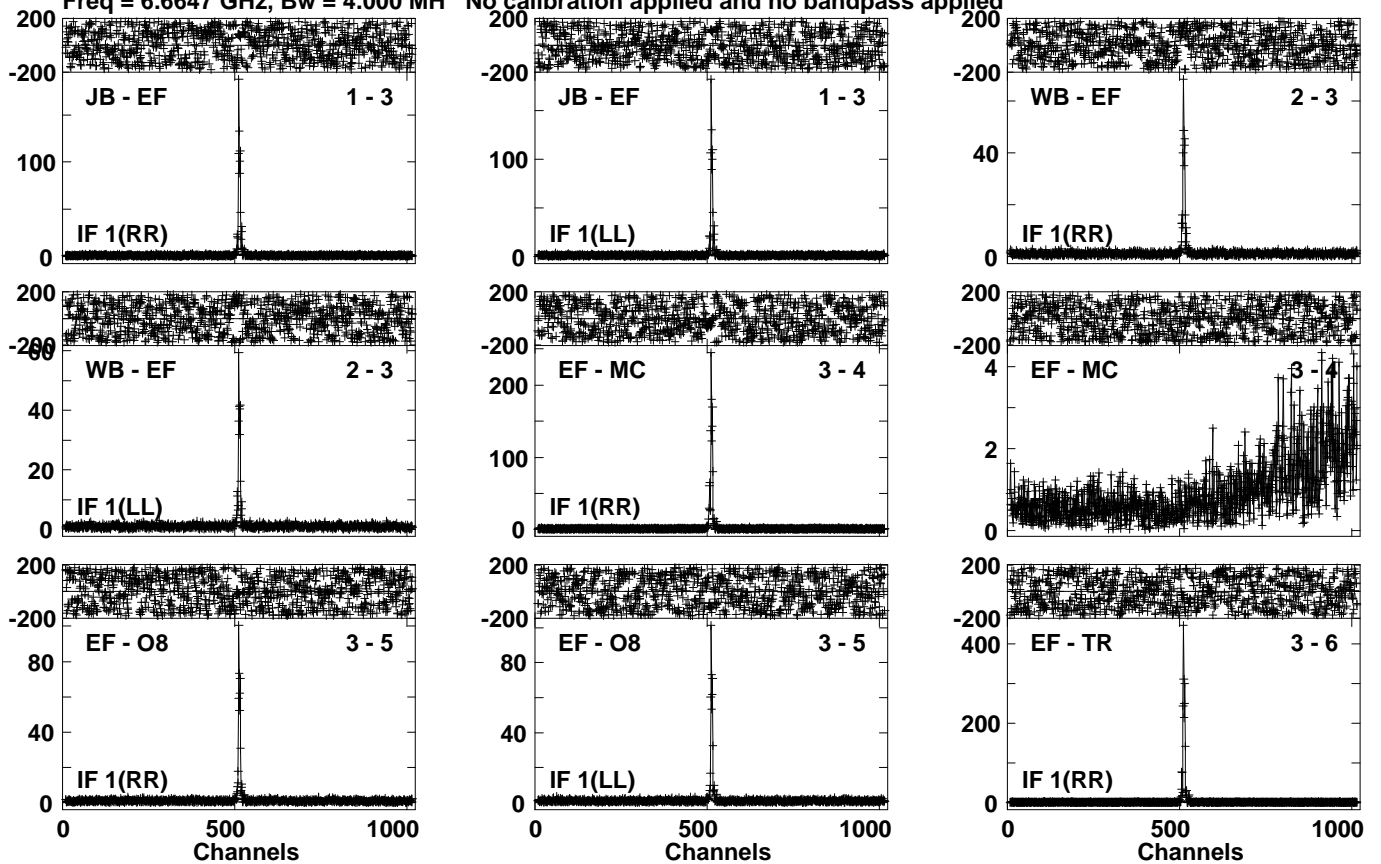 Freq = 6.6647 GHz, Bw = 4.000 MH No calibration applied and no bandpass applied
200 200 200
-200 -200 -200
JB - EF 1 - 3 JB - EF 1 - 3 WB - EF 2 - 3
100 100 40
IF 1(RR) IF 1(LL) IF 1(RR)
0 0 0
200 200 200
-200 -200 -200
60
WB - EF 2 - 3 EF - MC 3 - 4 EF - MC 3 - 4
4
200
40
2
20 100
IF 1(LL) IF 1(RR)
0 0 0
200 200 200
-200 -200 -200
EF - O8 3 - 5 EF - O8 3 - 5 EF - TR 3 - 6
80 80 400
40 40 200
IF 1(RR) IF 1(LL) IF 1(RR)
0 0 0
0 500 1000 0 500 1000 0 500 1000
Channels Channels Channels